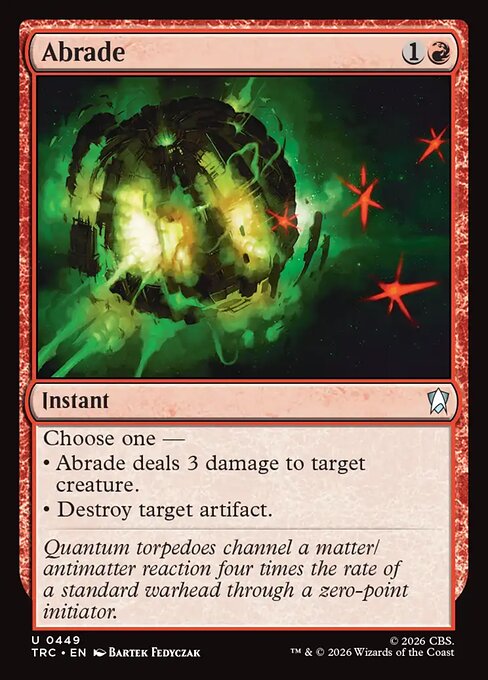 Abrade 1
Instant
Choose one —
• Abrade deals 3 damage to target
creature.
• Destroy target artifact.
Quantum torpedoes channel a matter/
antimatter reaction four times the rate of
a standard warhead through a zero-point
initiator.
U 0449 © 2026 CBS.
TRC • EN Bartek Fedyczak ™ & © 2026 Wizards of the Coast